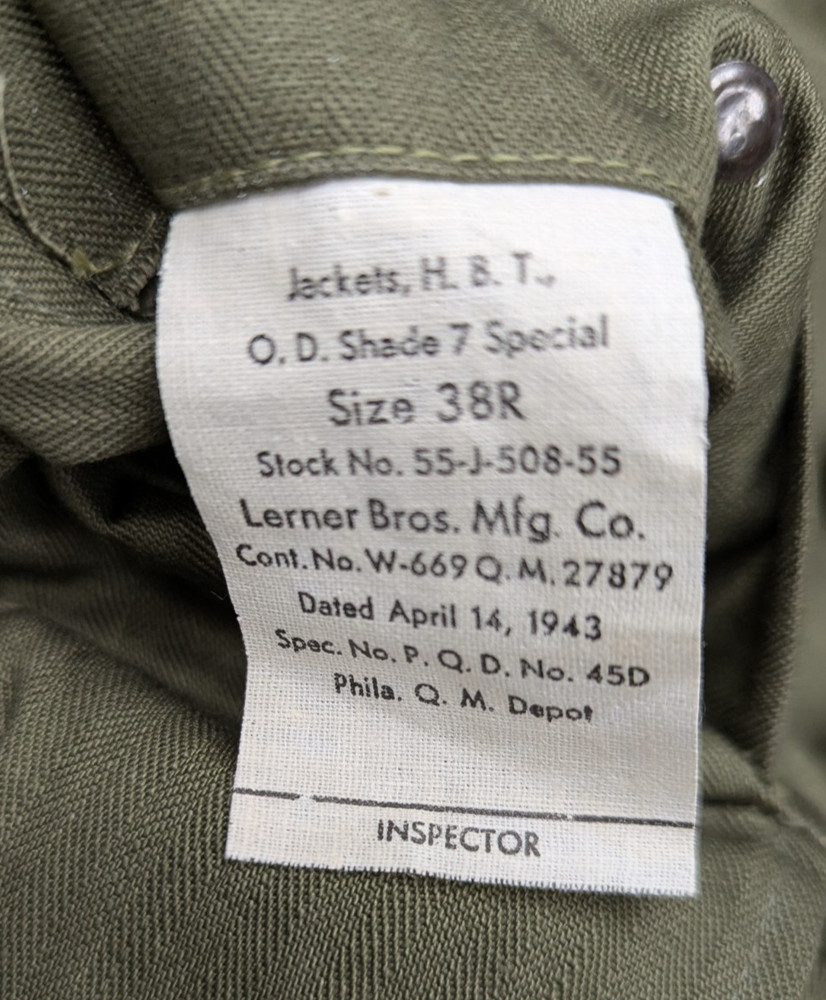 Jackets, H. B. T.,
O. D. Shade 7 Special
Size 38R
Stock No. 55-J-508-55
Lerner Bros. Mfg. Co.
Cont. No. W-669 Q. M. 27879
Dated April 14, 1943
Spec. No. P. Q. D. No. 45D
Phila. Q. M. Depot
INSPECTOR